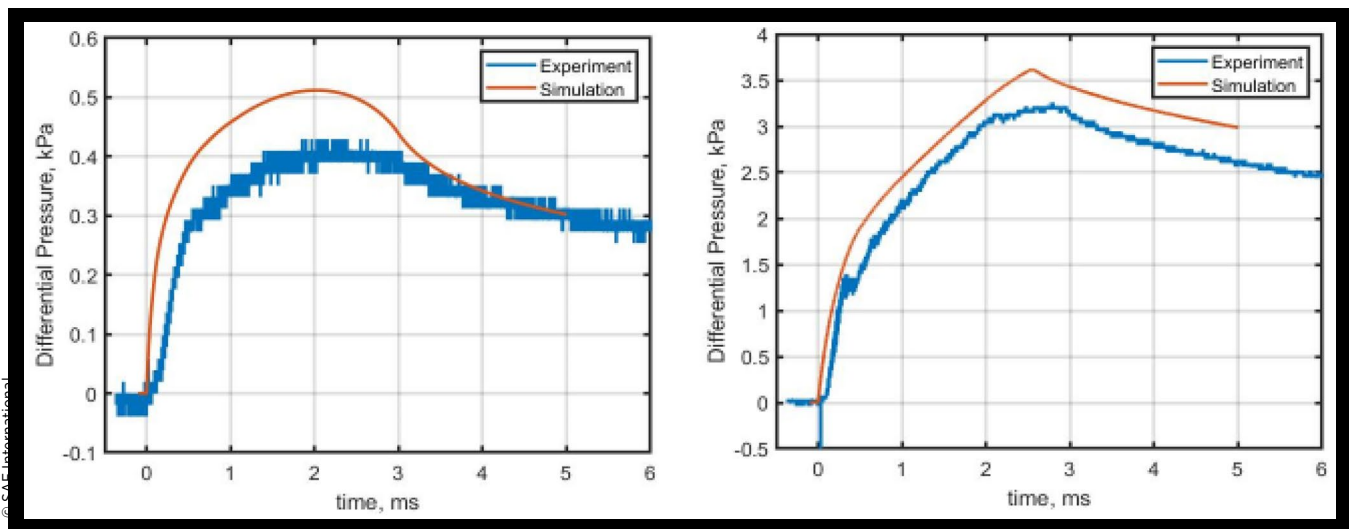 0.6
0.5
0.4
0.3
0.2
0.1
0
-0.1
Differential Pressure, kPa
Experiment
Simulation
0 1 2 3 4 5 6
time, ms
4
3.5
3
2.5
2
1.5
1
0.5
0
-0.5
Differential Pressure, kPa
Experiment
Simulation
0 1 2 3 4 5 6
time, ms
© SAE International